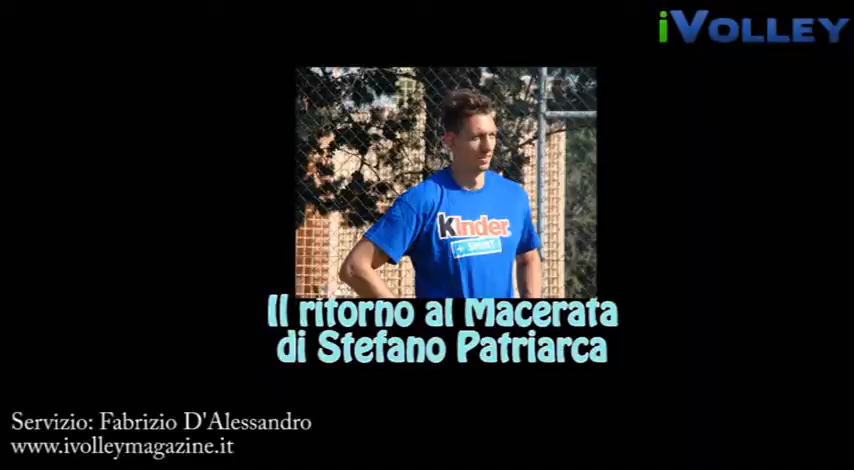 iVOLLEY
Kinder
+ SPORT
Il ritorno al Macerata
di Stefano Patriarca
Servizio: Fabrizio D'Alessandro
www.ivolleymagazine.it